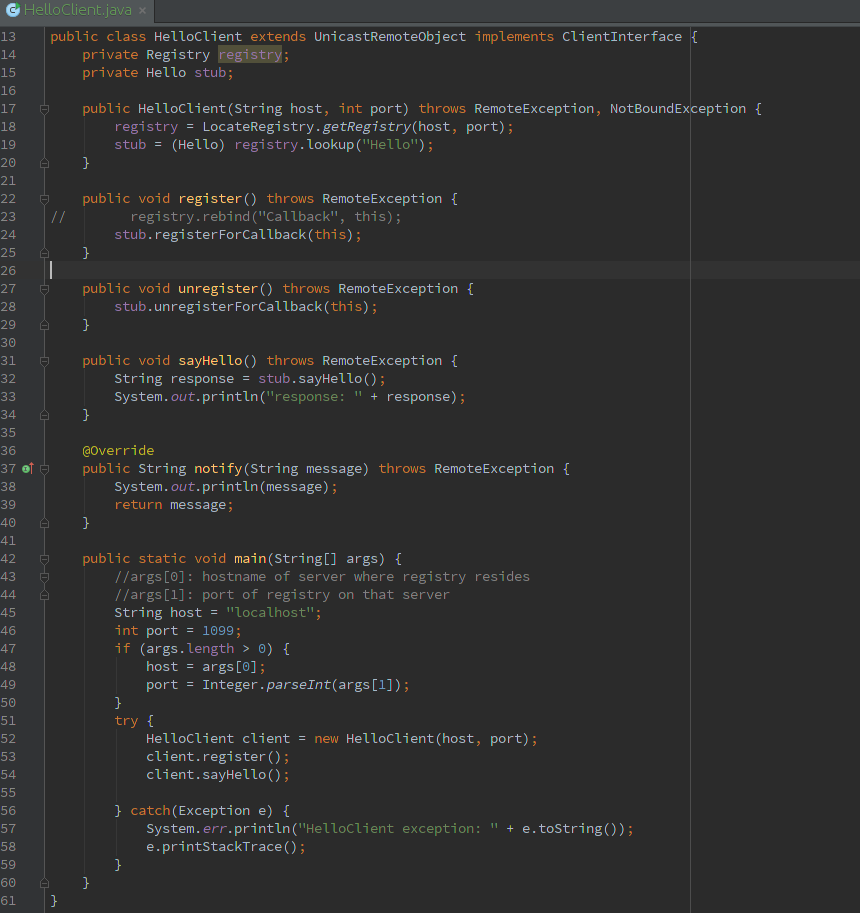 HelloClient.java ×
13 public class HelloClient extends UnicastRemoteObject implements ClientInterface {
14     private Registry registry;
15     private Hello stub;
16
17     public HelloClient(String host, int port) throws RemoteException, NotBoundException {
18         registry = LocateRegistry.getRegistry(host, port);
19         stub = (Hello) registry.lookup("Hello");
20     }
21
22     public void register() throws RemoteException {
23 //        registry.rebind("Callback", this);
24         stub.registerForCallback(this);
25     }
26
27     public void unregister() throws RemoteException {
28         stub.unregisterForCallback(this);
29     }
30
31     public void sayHello() throws RemoteException {
32         String response = stub.sayHello();
33         System.out.println("response: " + response);
34     }
35
36     @Override
37     public String notify(String message) throws RemoteException {
38         System.out.println(message);
39         return message;
40     }
41
42     public static void main(String[] args) {
43         //args[0]: hostname of server where registry resides
44         //args[1]: port of registry on that server
45         String host = "localhost";
46         int port = 1099;
47         if (args.length > 0) {
48             host = args[0];
49             port = Integer.parseInt(args[1]);
50         }
51         try {
52             HelloClient client = new HelloClient(host, port);
53             client.register();
54             client.sayHello();
55
56         } catch(Exception e) {
57             System.err.println("HelloClient exception: " + e.toString());
58             e.printStackTrace();
59         }
60     }
61 }